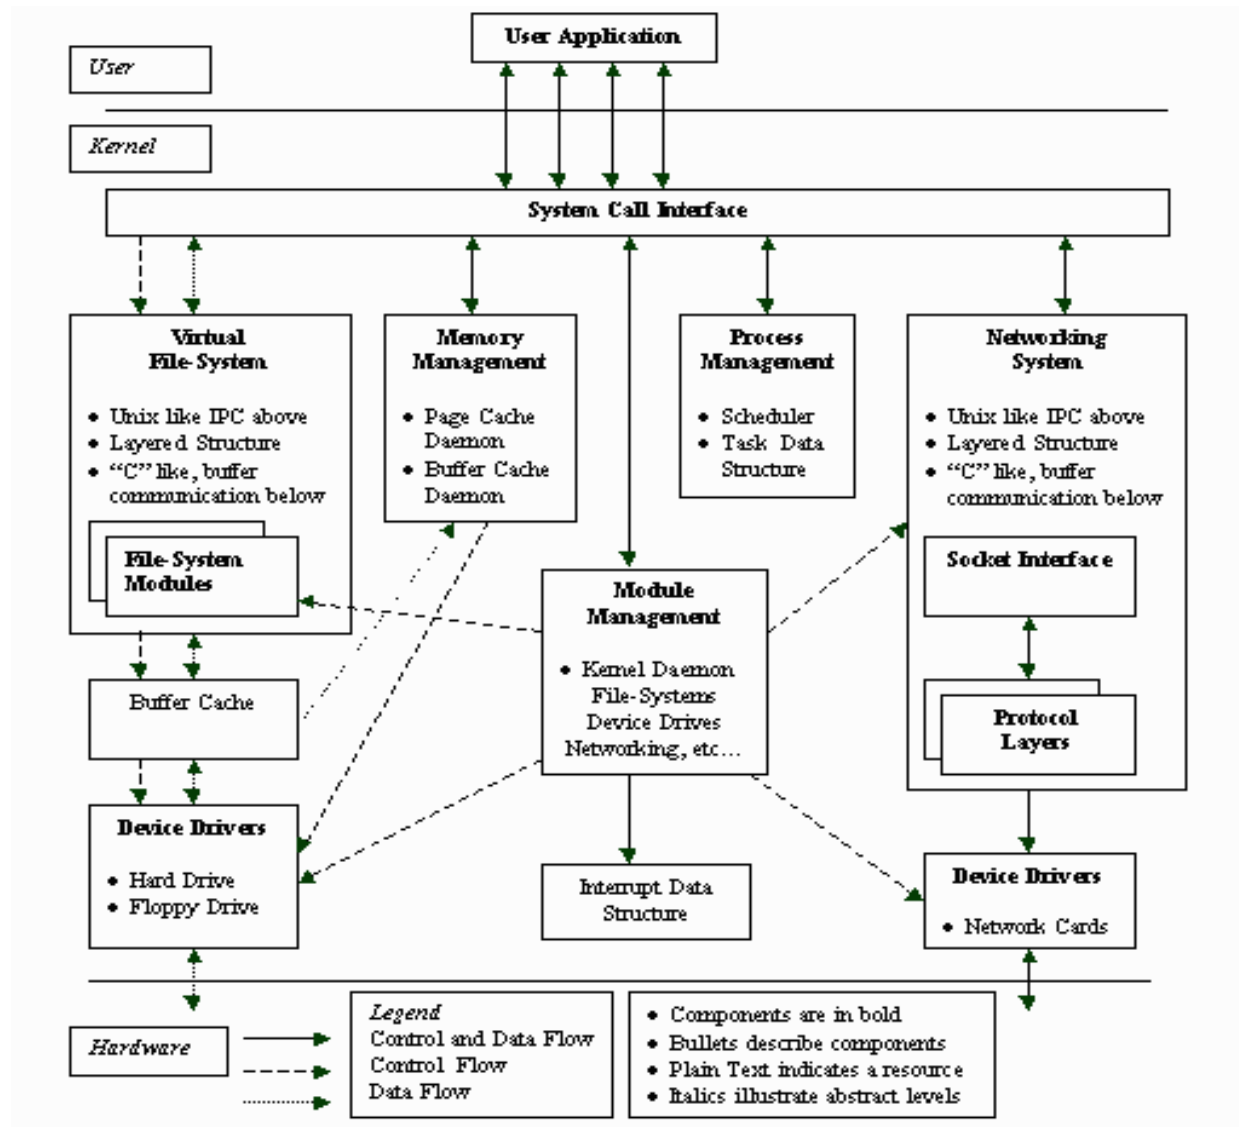 User Application
User
Kernel
System Call Interface
Virtual
File-System
• Unix like IPC above
• Layered Structure
• “C” like, buffer
communication below
File-System
Modules
Memory
Management
• Page Cache
Daemon
• Buffer Cache
Daemon
Process
Management
• Scheduler
• Task Data
Structure
Networking
System
• Unix like IPC above
• Layered Structure
• “C” like, buffer
communication below
Socket Interface
Protocol
Layers
Module
Management
• Kernel Daemon
File-Systems
Device Drives
Networking, etc...
Buffer Cache
Device Drivers
• Hard Drive
• Floppy Drive
Interrupt Data
Structure
Device Drivers
• Network Cards
Hardware
Legend
Control and Data Flow
Control Flow
Data Flow
• Components are in bold
• Bullets describe components
• Plain Text indicates a resource
• Italics illustrate abstract levels